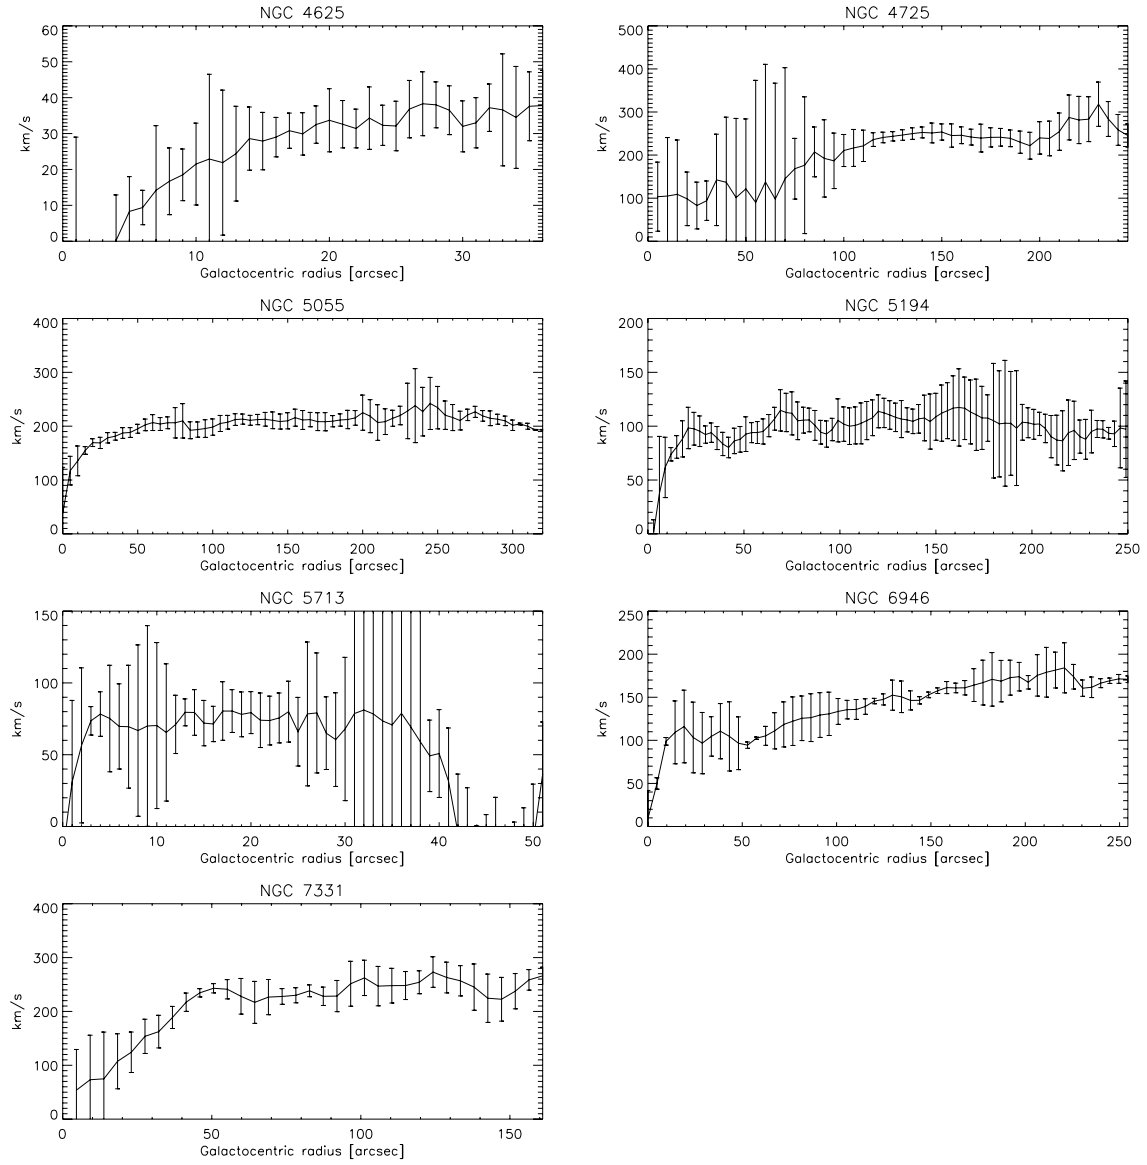 NGC 4625
60
50
40
30
20
10
0
km/s
0 10 20 30
Galactocentric radius [arcsec]
NGC 4725
500
400
300
200
100
0
km/s
0 50 100 150 200
Galactocentric radius [arcsec]
NGC 5055
400
300
200
100
0
km/s
0 50 100 150 200 250 300
Galactocentric radius [arcsec]
NGC 5194
200
150
100
50
0
km/s
0 50 100 150 200 250
Galactocentric radius [arcsec]
NGC 5713
150
100
50
0
km/s
0 10 20 30 40 50
Galactocentric radius [arcsec]
NGC 6946
250
200
150
100
50
0
km/s
0 50 100 150 200 250
Galactocentric radius [arcsec]
NGC 7331
400
300
200
100
0
km/s
0 50 100 150
Galactocentric radius [arcsec]